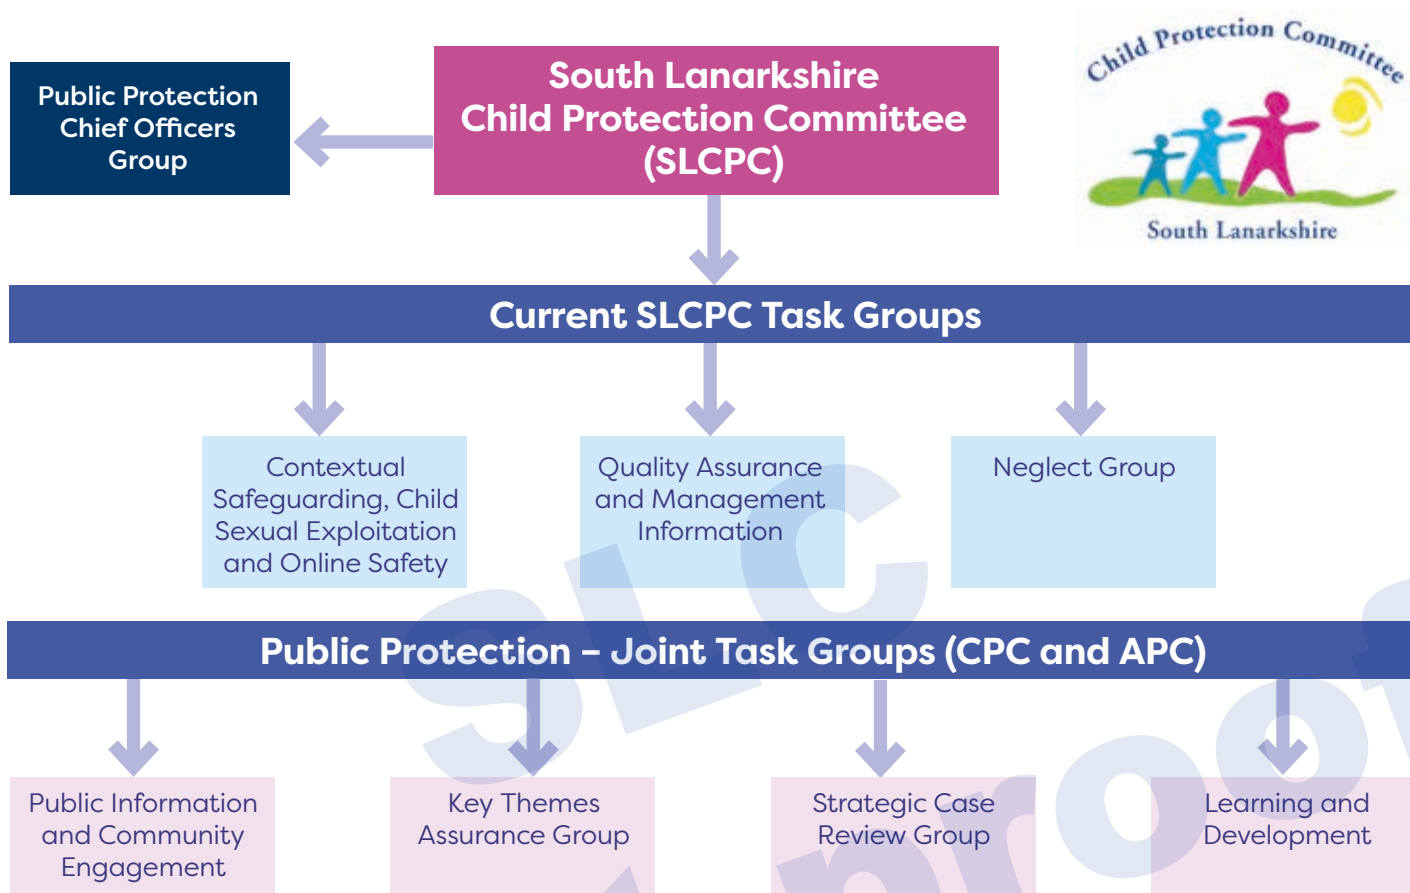 Public Protection
Chief Officers
Group
South Lanarkshire
Child Protection Committee
(SLCPC)
Child Protection Committee
South Lanarkshire
Current SLCPC Task Groups
Contextual
Safeguarding, Child
Sexual Exploitation
and Online Safety
Quality Assurance
and Management
Information
Neglect Group
Public Protection – Joint Task Groups (CPC and APC)
Public Information
and Community
Engagement
Key Themes
Assurance Group
Strategic Case
Review Group
Learning and
Development
SLC
proof